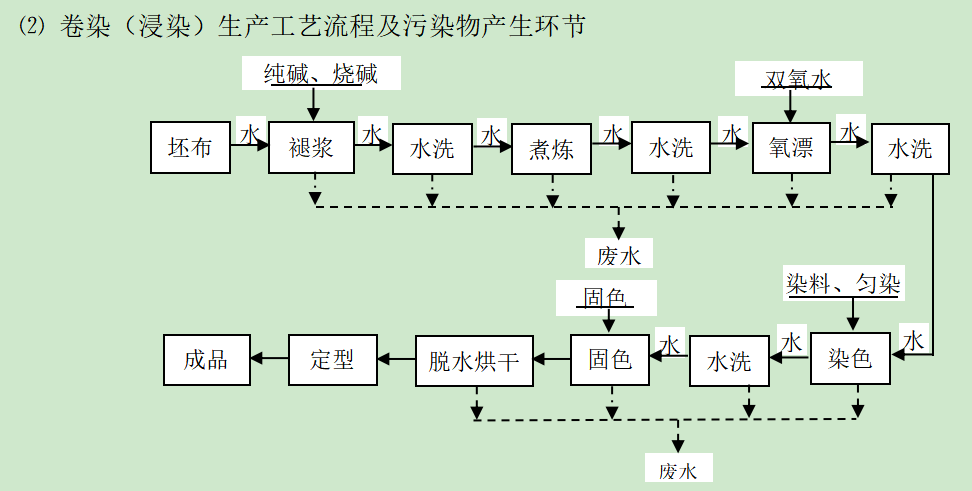 (2) 卷染（浸染）生产工艺流程及污染物产生环节
纯碱、烧碱
双氧水
坯布
水
褪浆
水
水洗
水
煮炼
水
水洗
水
氧漂
水
水洗
废水
染料、匀染
固色
成品
定型
脱水烘干
固色
水
水洗
水
染色
水
废水